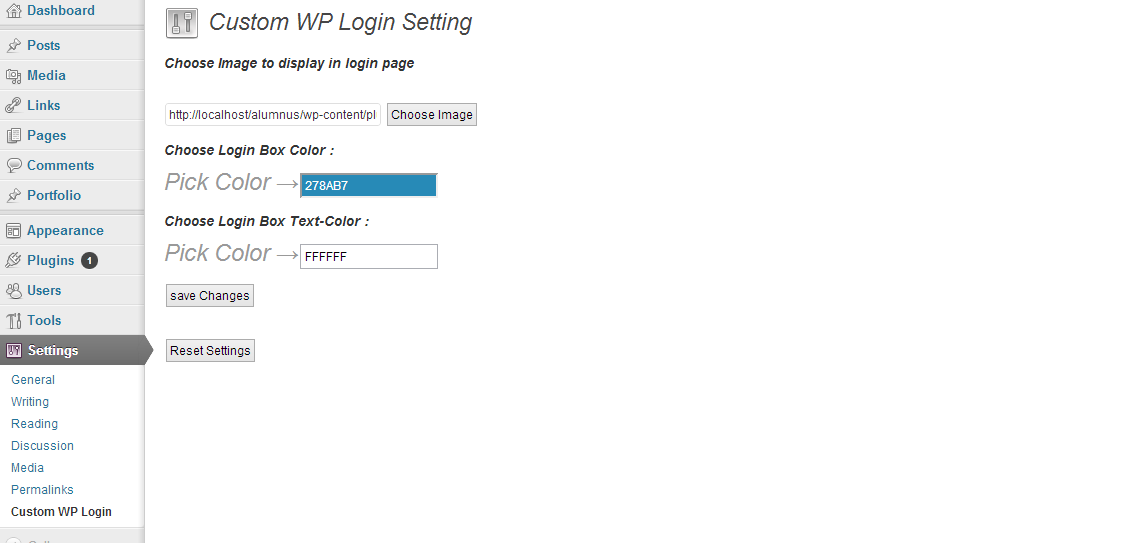 Dashboard
Posts
Media
Links
Pages
Comments
Portfolio
Appearance
Plugins 1
Users
Tools
Settings
General
Writing
Reading
Discussion
Media
Permalinks
Custom WP Login
Custom WP Login Setting
Choose Image to display in login page
http://localhost/alumnus/wp-content/pl Choose Image
Choose Login Box Color :
Pick Color → 278AB7
Choose Login Box Text-Color :
Pick Color → FFFFFF
save Changes
Reset Settings